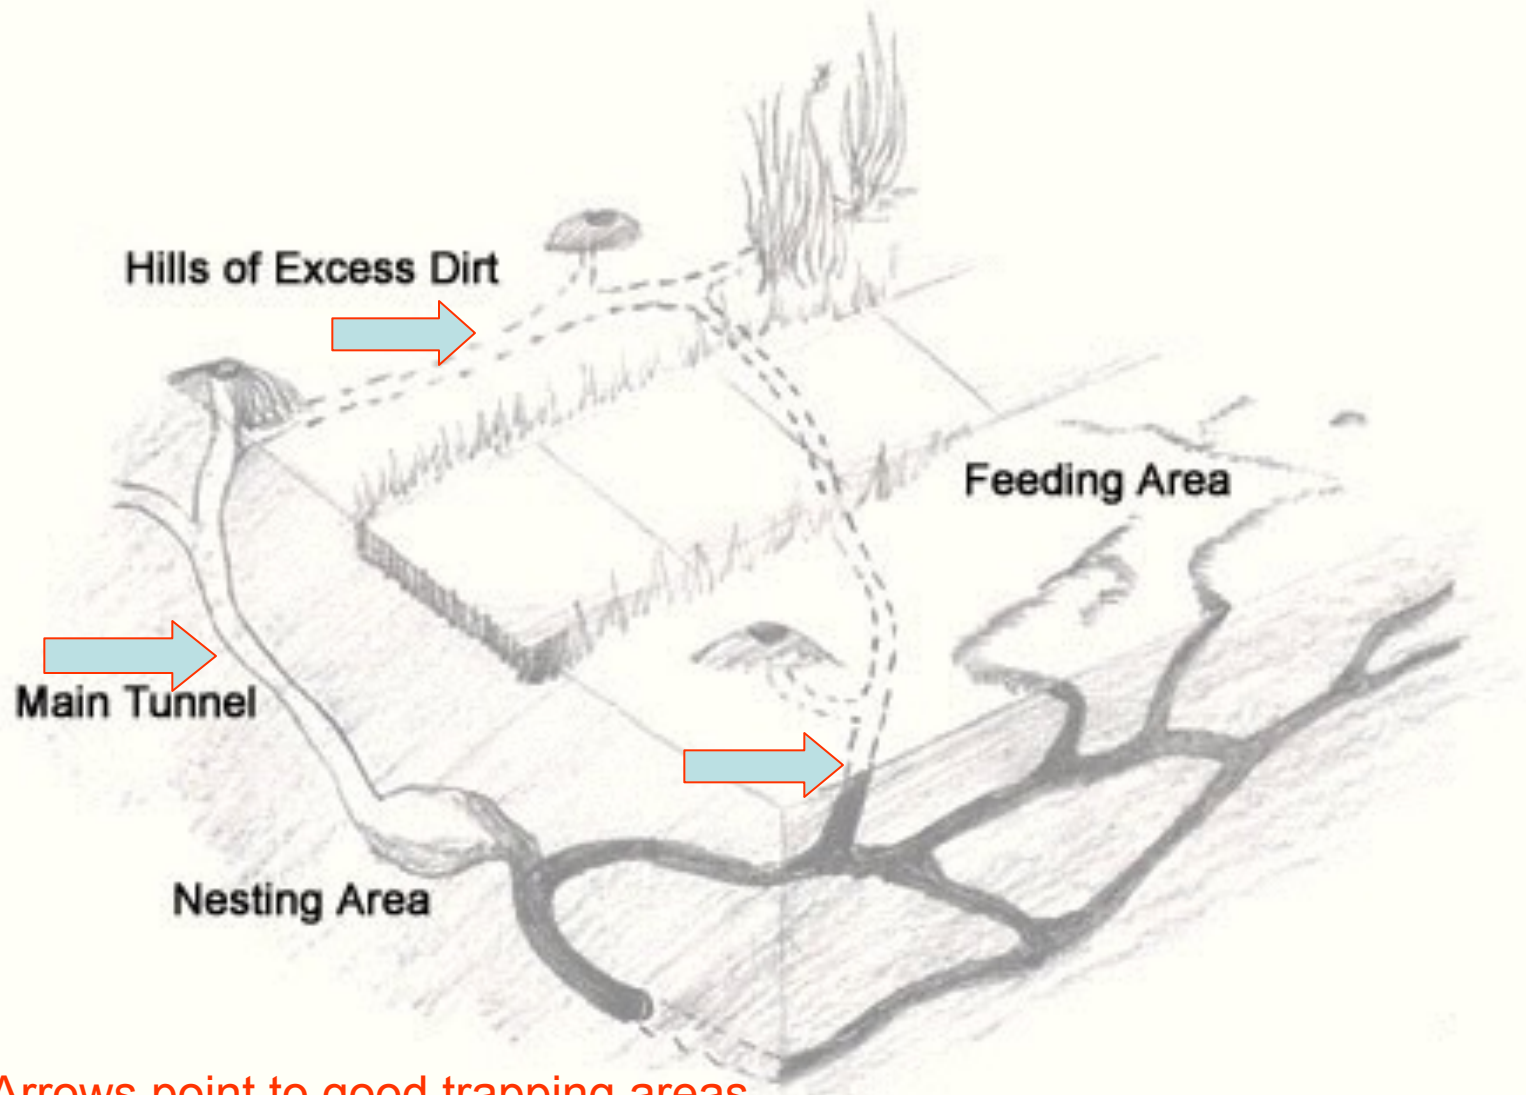 Hills of Excess Dirt
Feeding Area
Main Tunnel
Nesting Area
Arrows point to good trapping areas